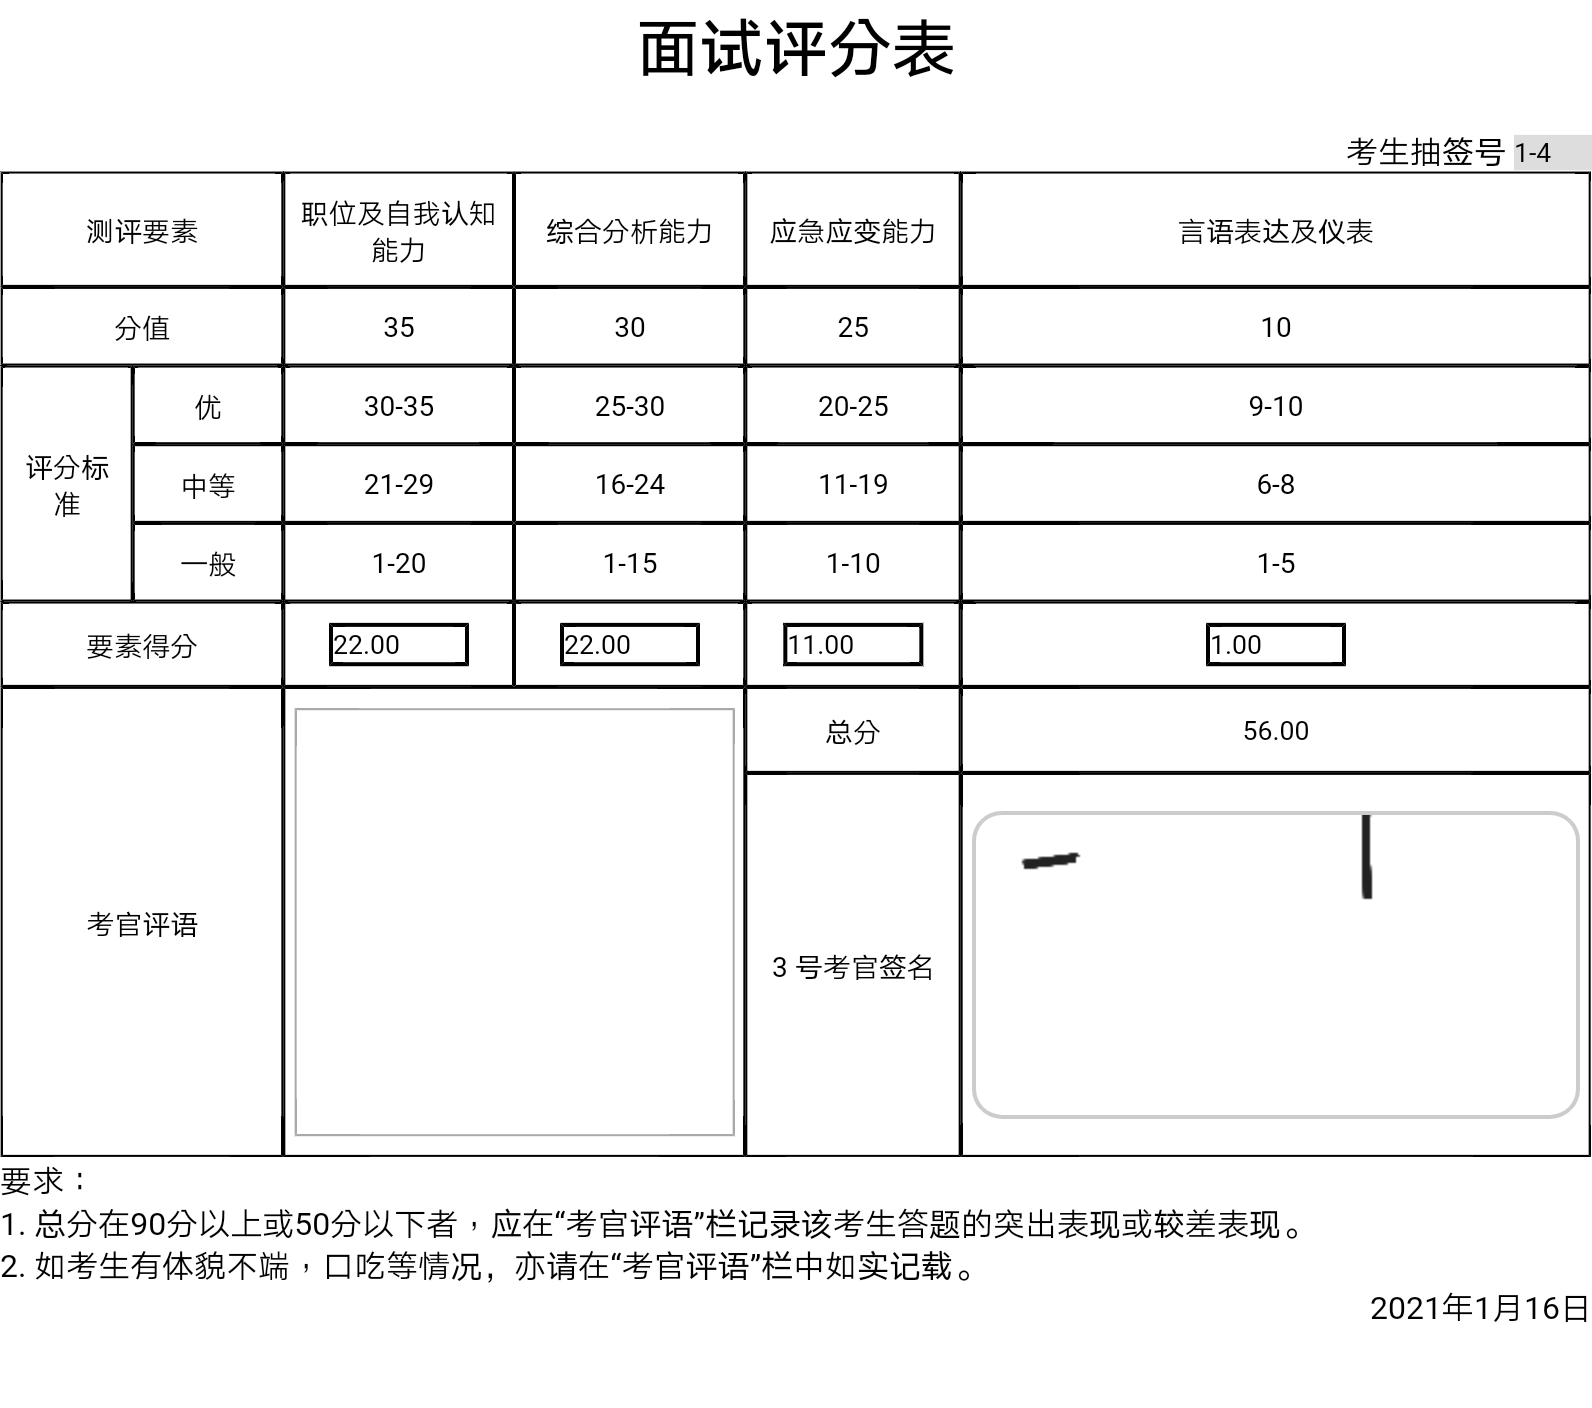 面试评分表
考生抽签号 1-4
测评要素 职位及自我认知能力 综合分析能力 应急应变能力 言语表达及仪表
分值 35 30 25 10
评分标准 优 30-35 25-30 20-25 9-10
中等 21-29 16-24 11-19 6-8
一般 1-20 1-15 1-10 1-5
要素得分 22.00 22.00 11.00 1.00
考官评语 总分 56.00
3 号考官签名
要求：
1. 总分在90分以上或50分以下者，应在“考官评语”栏记录该考生答题的突出表现或较差表现。
2. 如考生有体貌不端，口吃等情况，亦请在“考官评语”栏中如实记载。
2021年1月16日